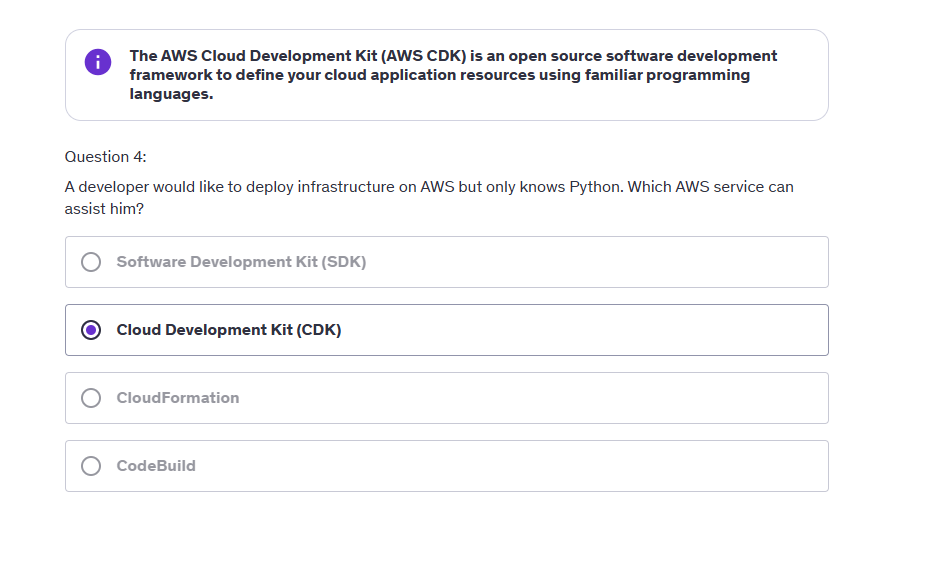 i
The AWS Cloud Development Kit (AWS CDK) is an open source software development
framework to define your cloud application resources using familiar programming
languages.
Question 4:
A developer would like to deploy infrastructure on AWS but only knows Python. Which AWS service can
assist him?
Software Development Kit (SDK)
Cloud Development Kit (CDK)
CloudFormation
CodeBuild